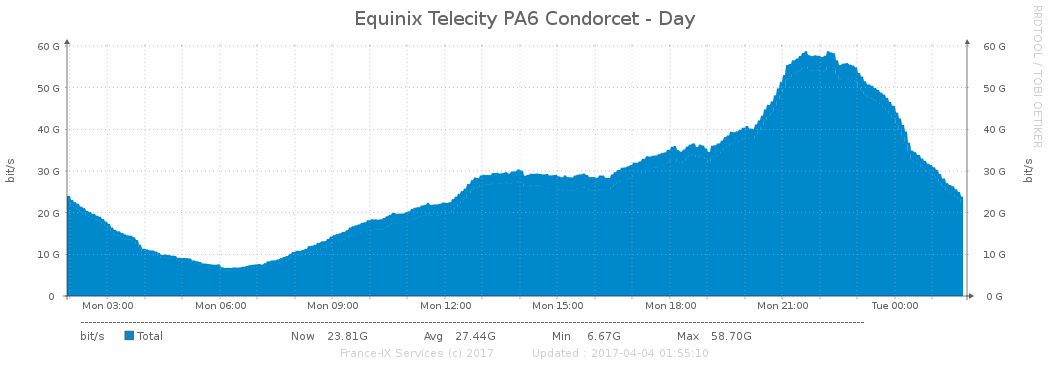 Equinix Telecity PA6 Condorcet - Day
RRDTOOL / TOBI OETIKER
bit/s
60 G
50 G
40 G
30 G
20 G
10 G
0
60 G
50 G
40 G
30 G
20 G
10 G
0 G
bit/s
Mon 03:00 Mon 06:00 Mon 09:00 Mon 12:00 Mon 15:00 Mon 18:00 Mon 21:00 Tue 00:00
bit/s Total Now 23.81G Avg 27.44G Min 6.67G Max 58.70G
France-IX Services (c) 2017 Updated : 2017-04-04 01:55:10